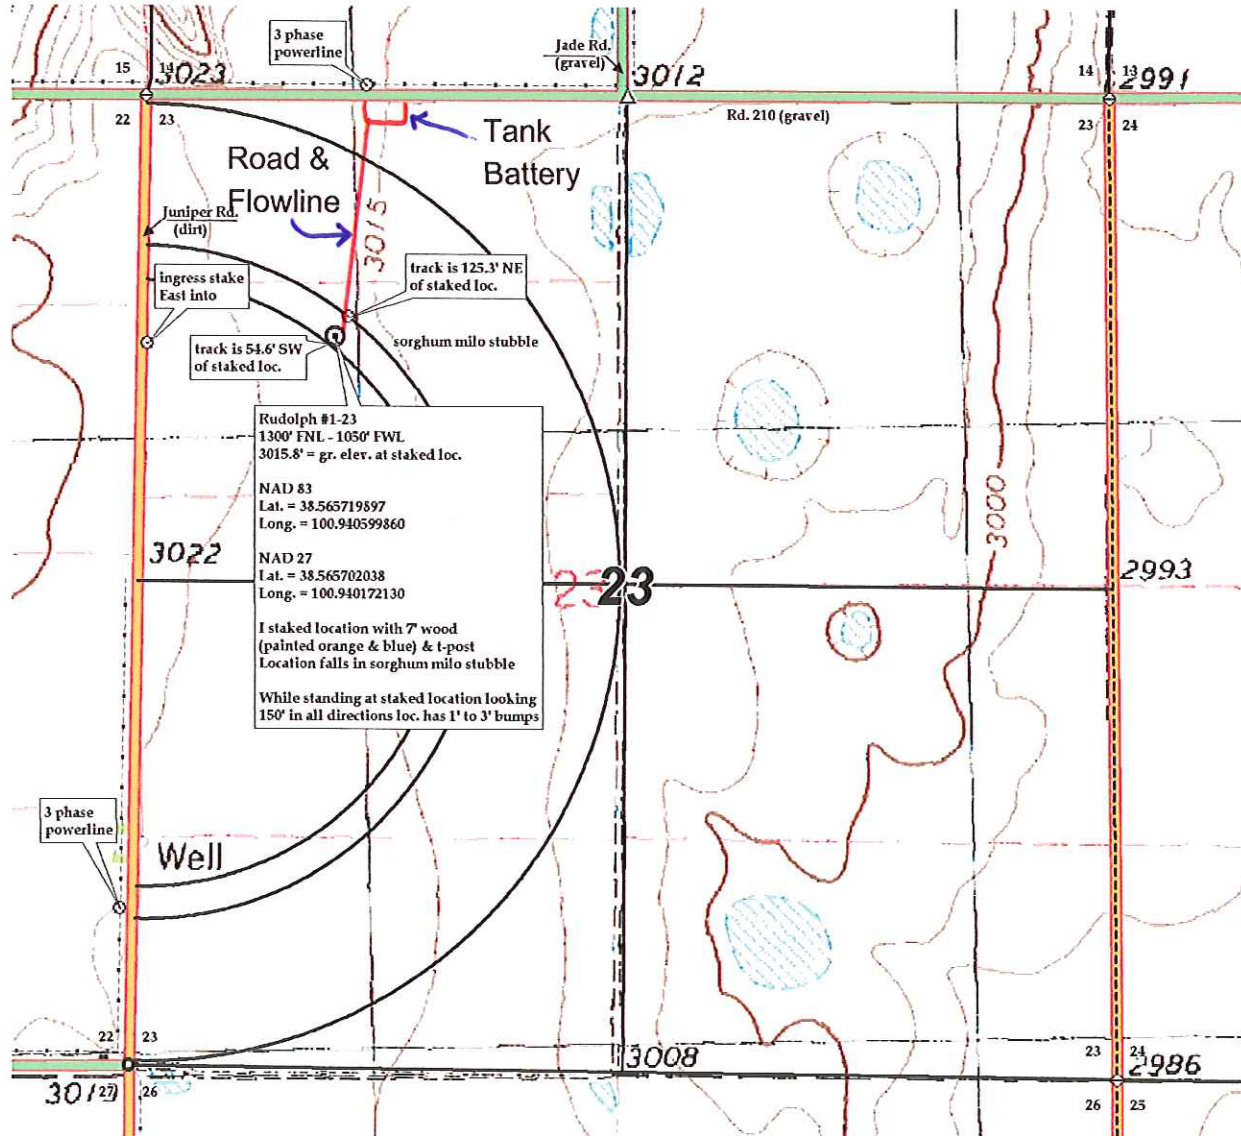 3 phase
powerline
Jade Rd.
(gravel)
15
14
3023
3012
14
13
2991
22
23
Rd. 210 (gravel)
23
24
Tank
Battery
Road &
Flowline
3015
Juniper Rd.
(dirt)
ingress stake
East into
track is 125.3' NE
of staked loc.
track is 54.6' SW
of staked loc.
sorghum milo stubble
Rudolph #1-23
1300' FNL - 1050' FWL
3015.8' = gr. elev. at staked loc.
NAD 83
Lat. = 38.565719897
Long. = 100.940599860
NAD 27
Lat. = 38.565702038
Long. = 100.940172130
I staked location with 7' wood
(painted orange & blue) & t-post
Location falls in sorghum milo stubble
While standing at staked location looking
150' in all directions loc. has 1' to 3' bumps
3000
3022
23
23
2993
3 phase
powerline
Well
22
23
3008
23
24
2986
27
26
26
25